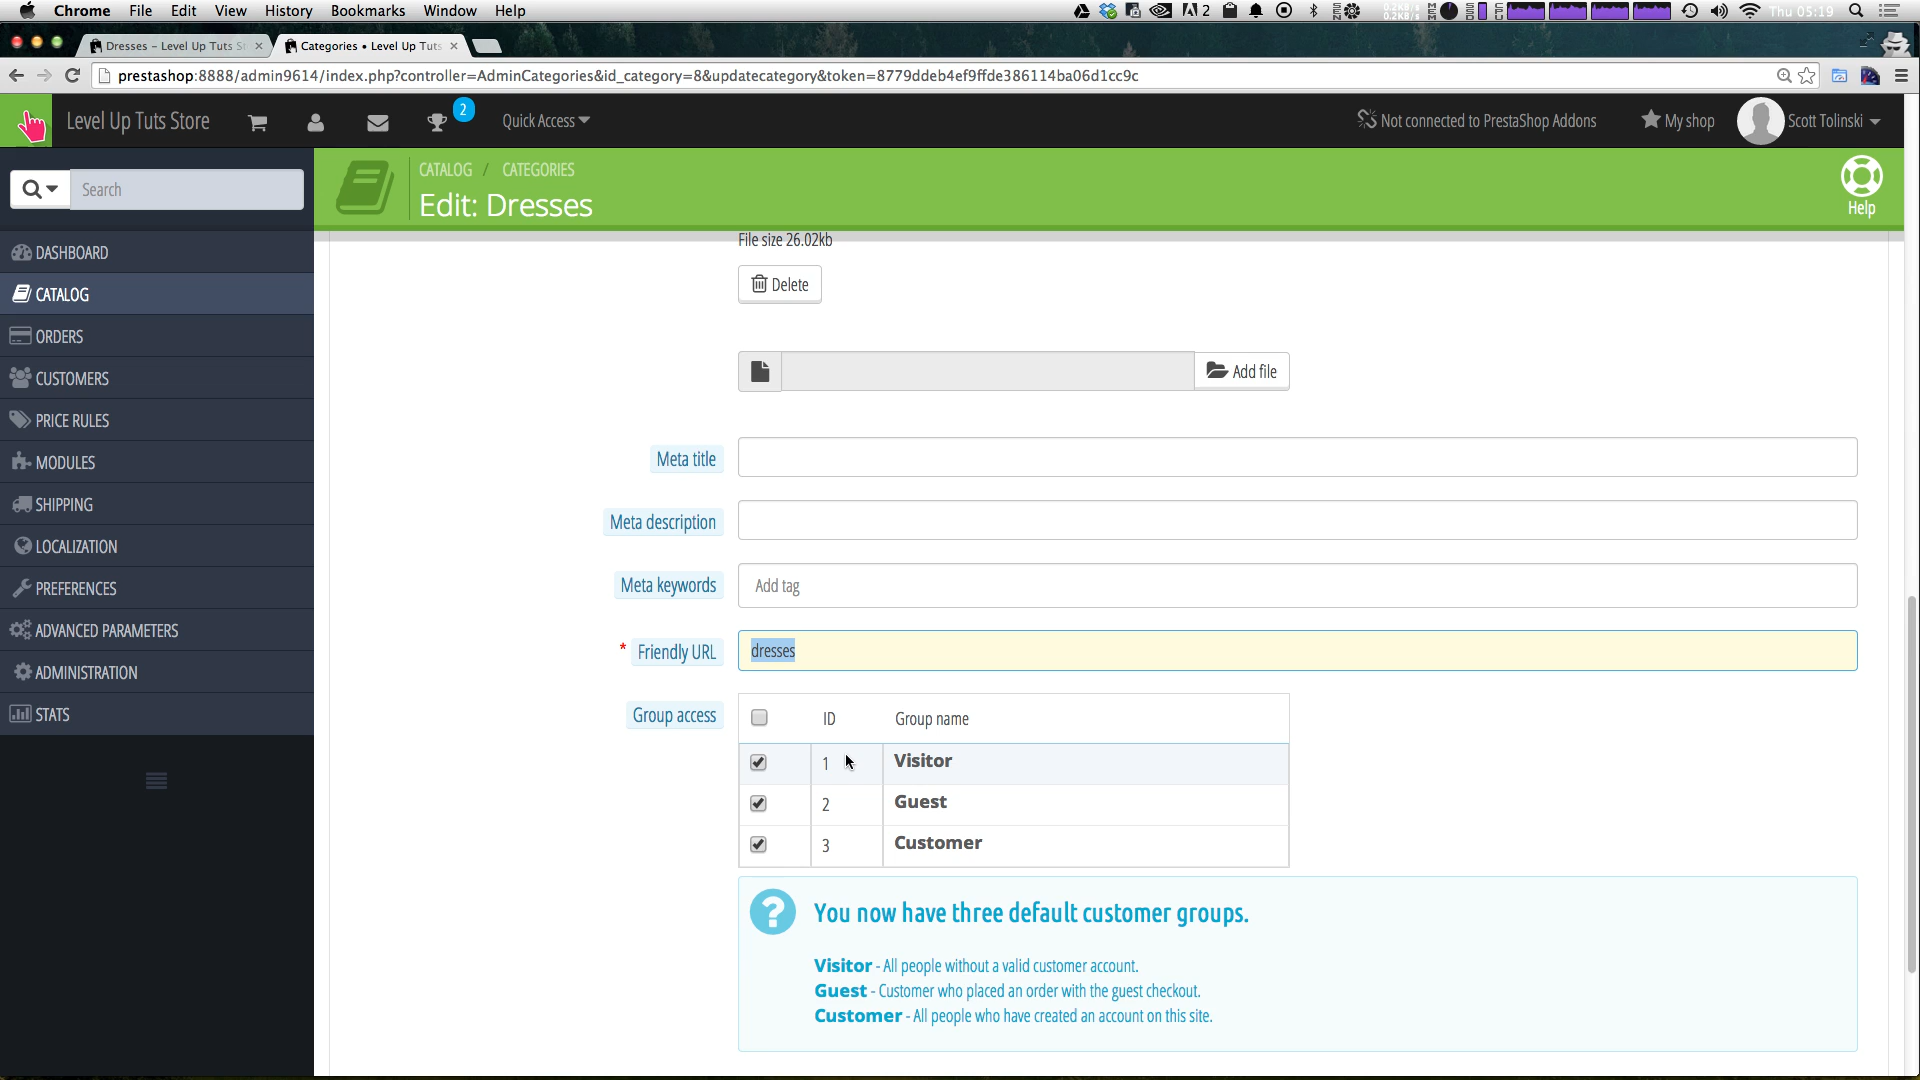 Chrome File Edit View History Bookmarks Window Help
2 Thu 05:19
Dresses – Level Up Tuts St
Categories • Level Up Tuts
prestashop:8888/admin9614/index.php?controller=AdminCategories&id_category=8&updatecategory&token=8779ddeb4ef9ffde386114ba06d1cc9c
Level Up Tuts Store
2
Quick Access
Not connected to PrestaShop Addons
My shop
Scott Tolinski
Search
CATALOG / CATEGORIES
Edit: Dresses
Help
DASHBOARD
CATALOG
ORDERS
CUSTOMERS
PRICE RULES
MODULES
SHIPPING
LOCALIZATION
PREFERENCES
ADVANCED PARAMETERS
ADMINISTRATION
STATS
File size 26.02kb
Delete
Add file
Meta title
Meta description
Meta keywords Add tag
* Friendly URL dresses
Group access
ID Group name
1 Visitor
2 Guest
3 Customer
You now have three default customer groups.
Visitor - All people without a valid customer account.
Guest - Customer who placed an order with the guest checkout.
Customer - All people who have created an account on this site.